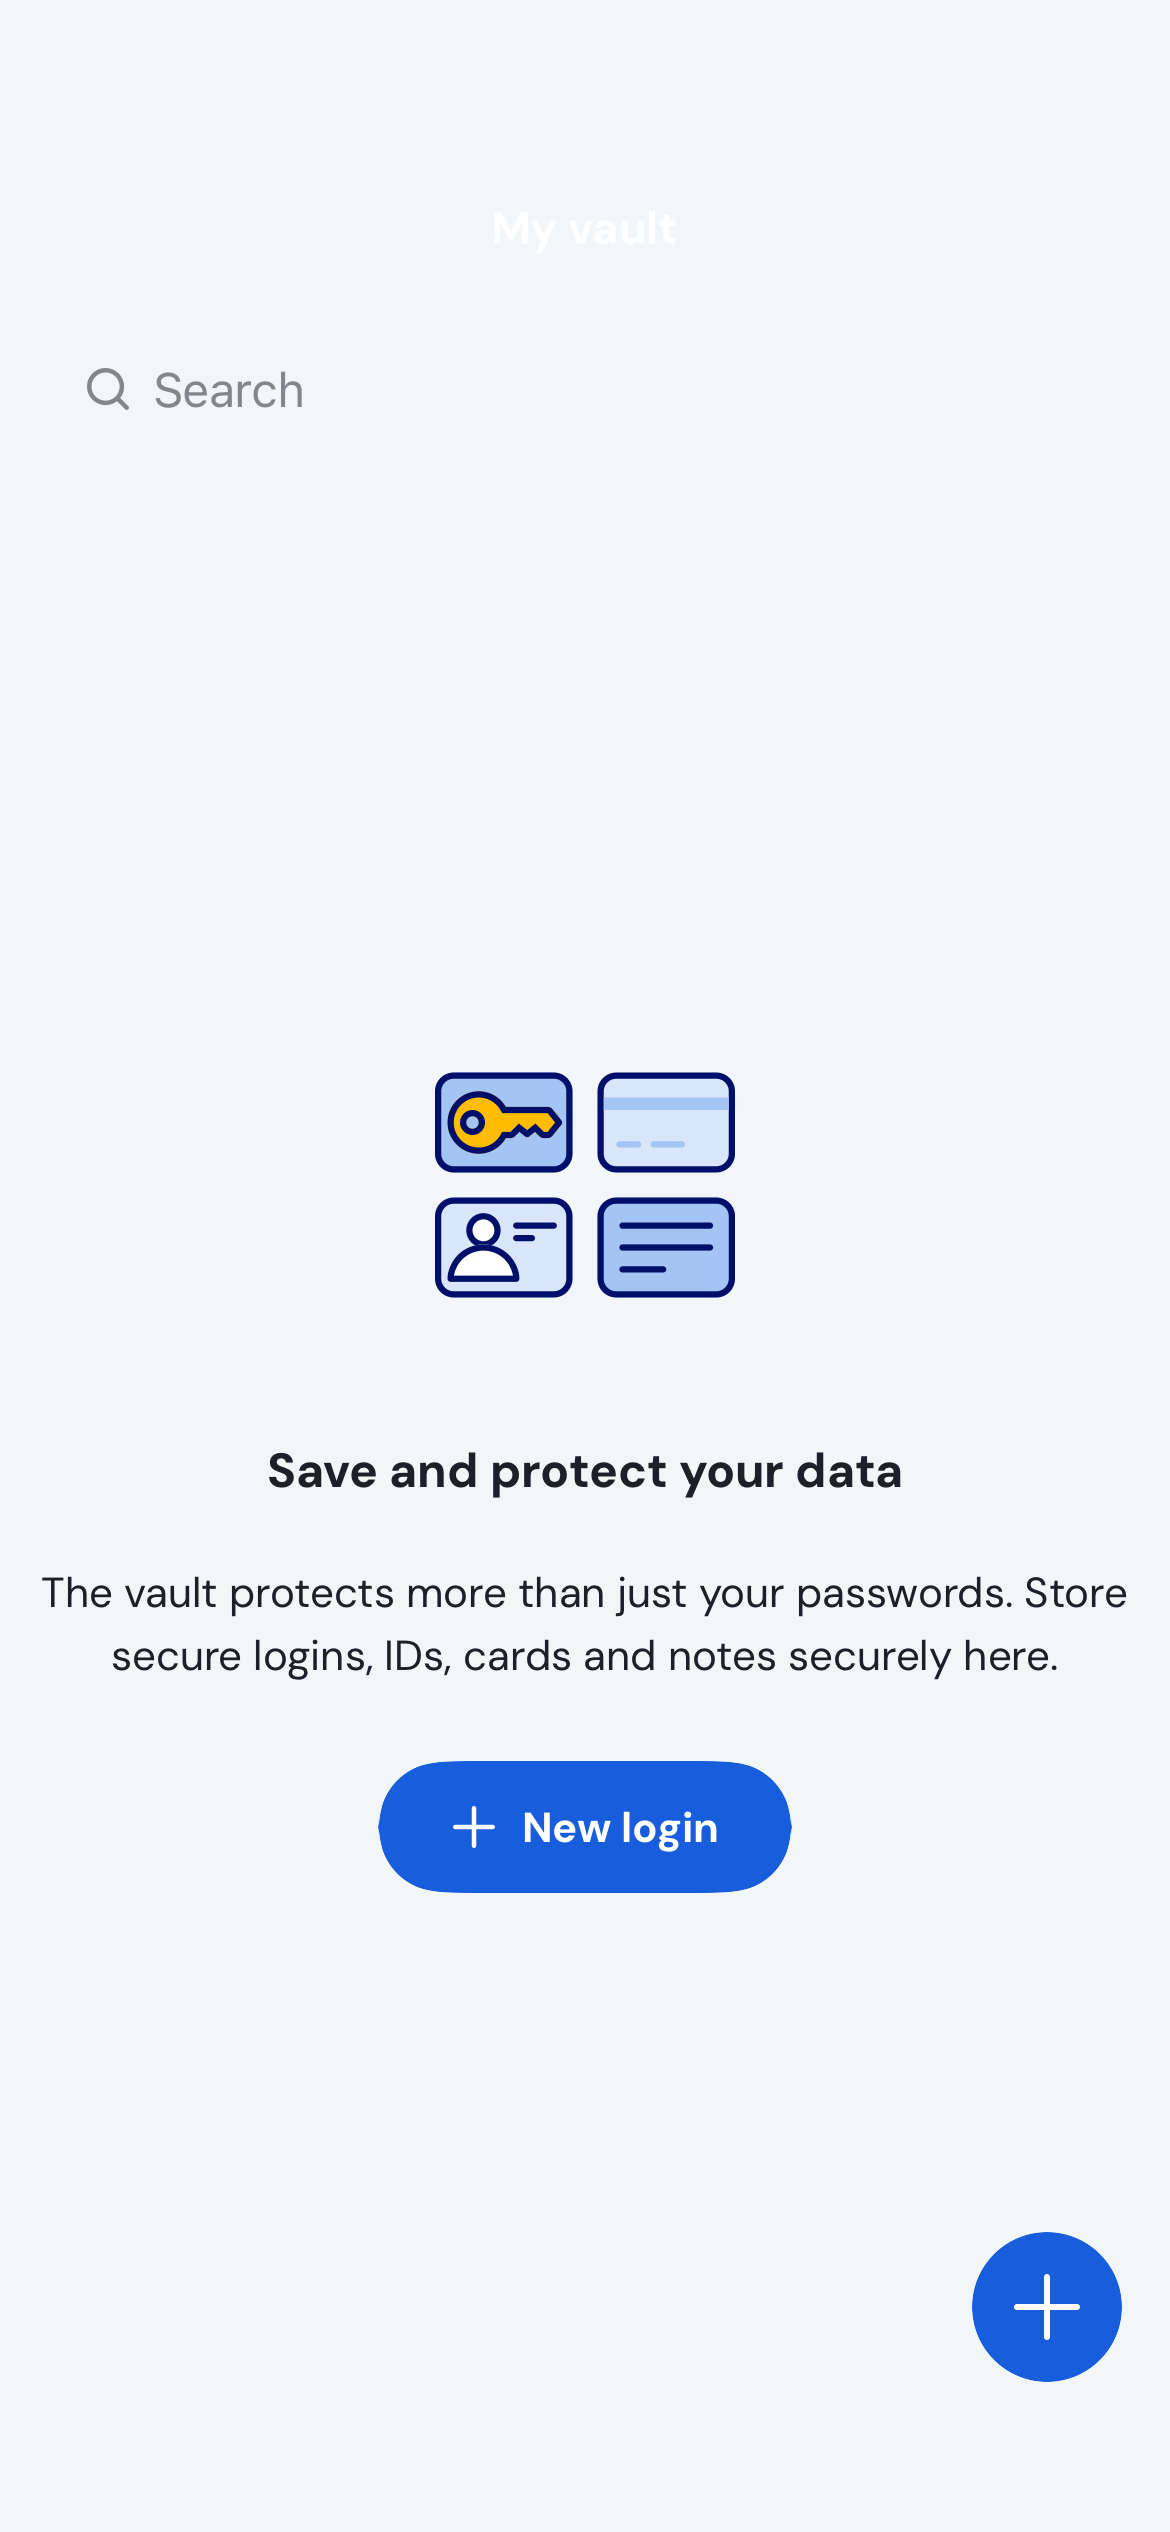 My vault
Search
Save and protect your data
The vault protects more than just your passwords. Store
secure logins, IDs, cards and notes securely here.
New login